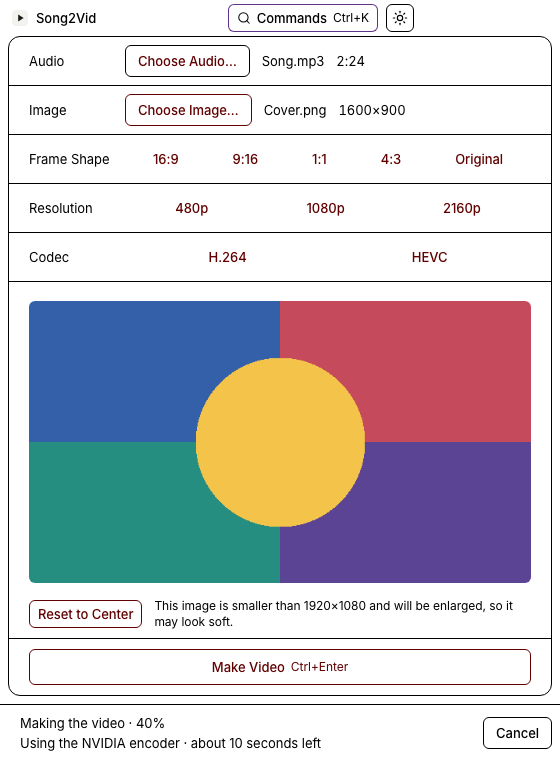 Song2Vid
Commands Ctrl+K
Audio Choose Audio... Song.mp3 2:24
Image Choose Image... Cover.png 1600×900
Frame Shape 16:9 9:16 1:1 4:3 Original
Resolution 480p 1080p 2160p
Codec H.264 HEVC
Reset to Center
This image is smaller than 1920×1080 and will be enlarged, so it
may look soft.
Make Video Ctrl+Enter
Making the video · 40%
Using the NVIDIA encoder · about 10 seconds left
Cancel